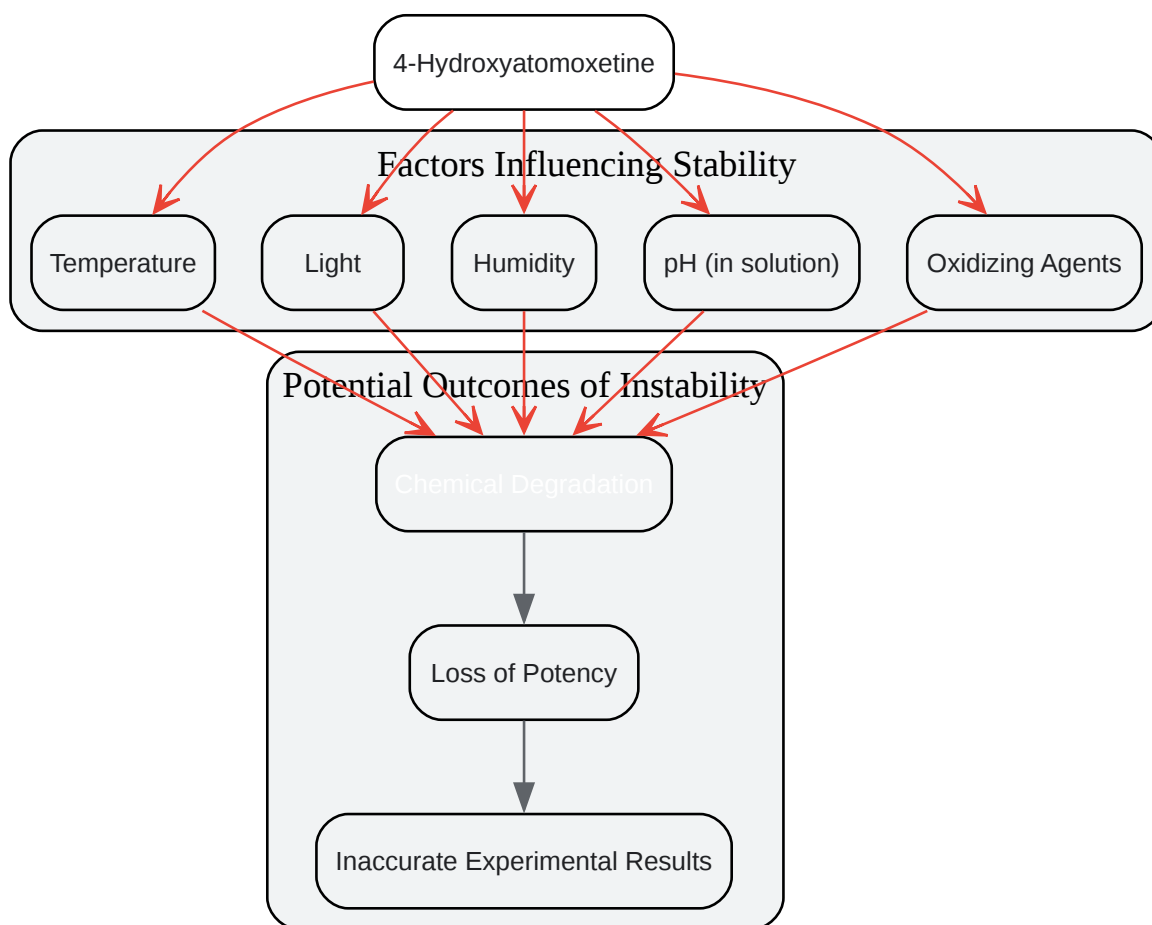 4-Hydroxyatomoxetine
Factors Influencing Stability
Temperature
Light
Humidity
pH (in solution)
Oxidizing Agents
Potential Outcomes of Instability
Chemical Degradation
Loss of Potency
Inaccurate Experimental Results